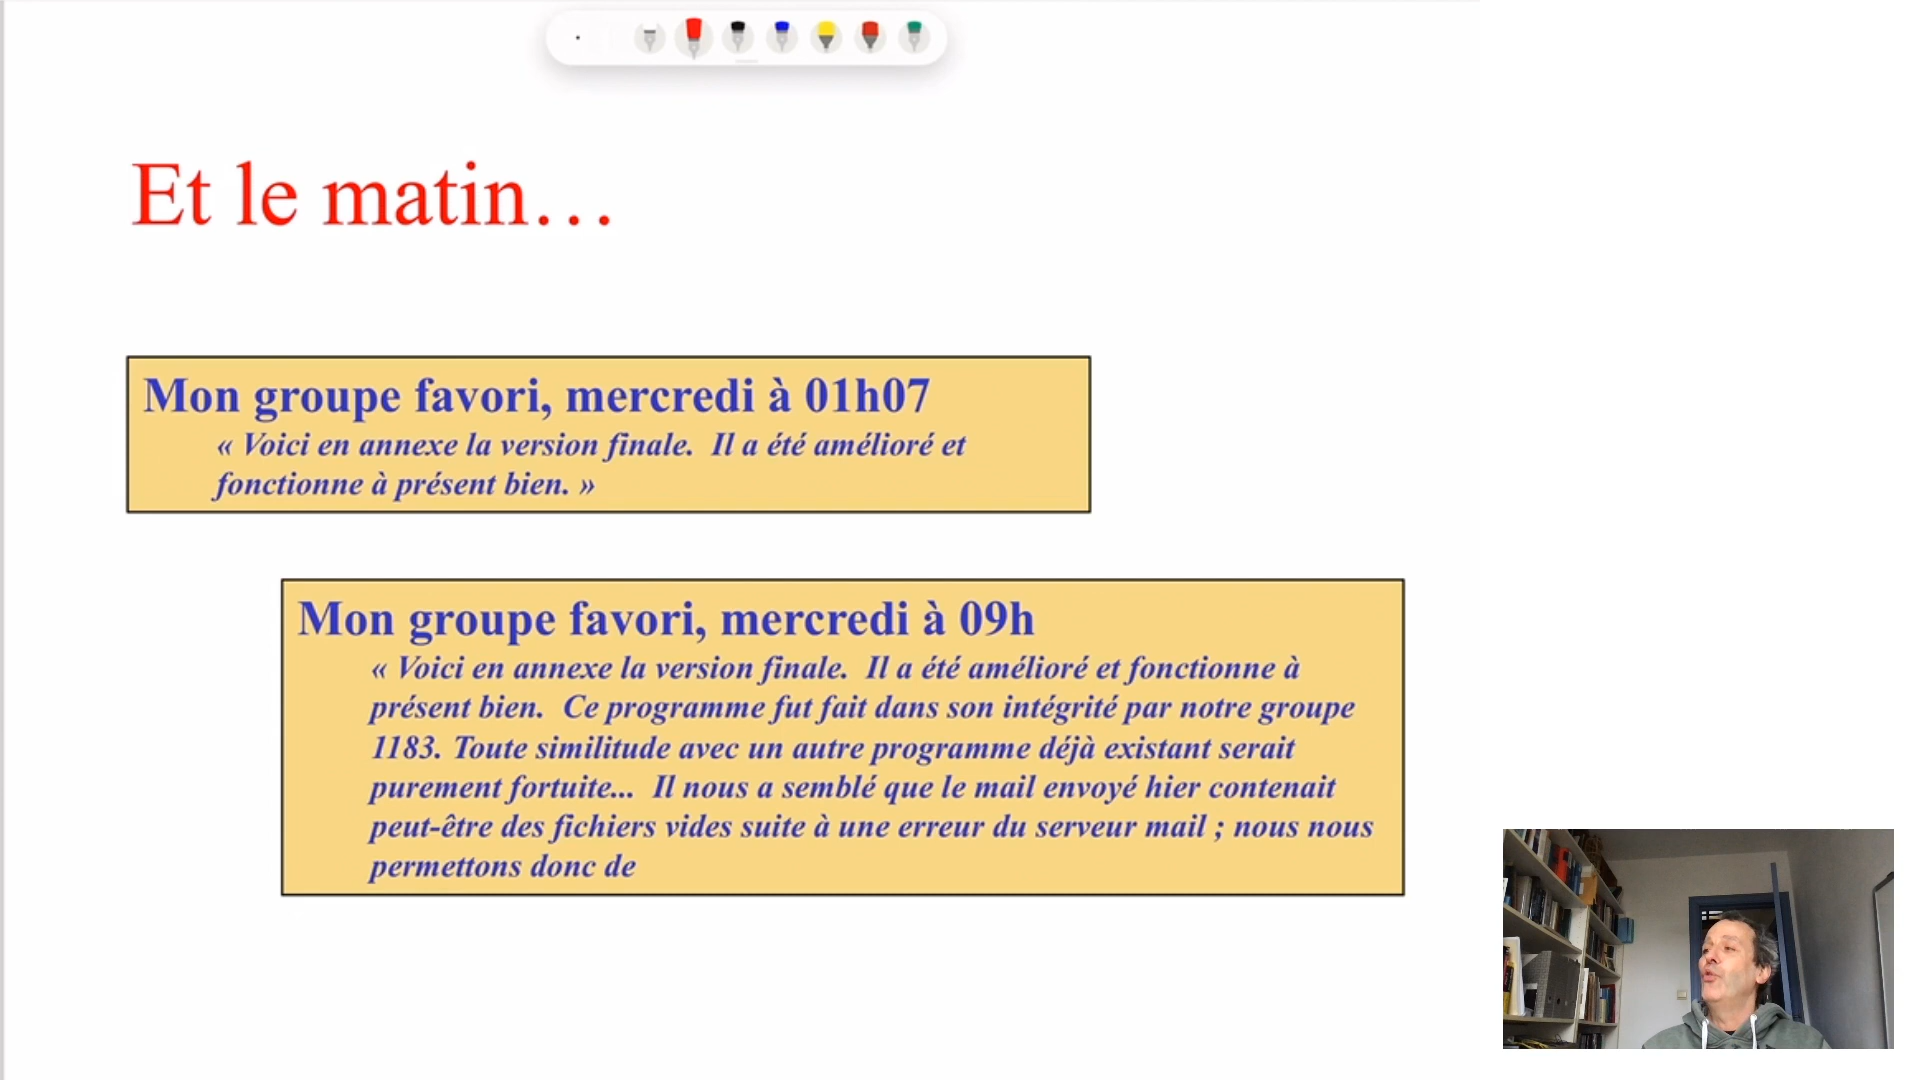 Et le matin…
Mon groupe favori, mercredi à 01h07
« Voici en annexe la version finale.  Il a été amélioré et
fonctionne à présent bien. »
Mon groupe favori, mercredi à 09h
« Voici en annexe la version finale.  Il a été amélioré et fonctionne à
présent bien.  Ce programme fut fait dans son intégrité par notre groupe
1183. Toute similitude avec un autre programme déjà existant serait
purement fortuite...  Il nous a semblé que le mail envoyé hier contenait
peut-être des fichiers vides suite à une erreur du serveur mail ; nous nous
permettons donc de